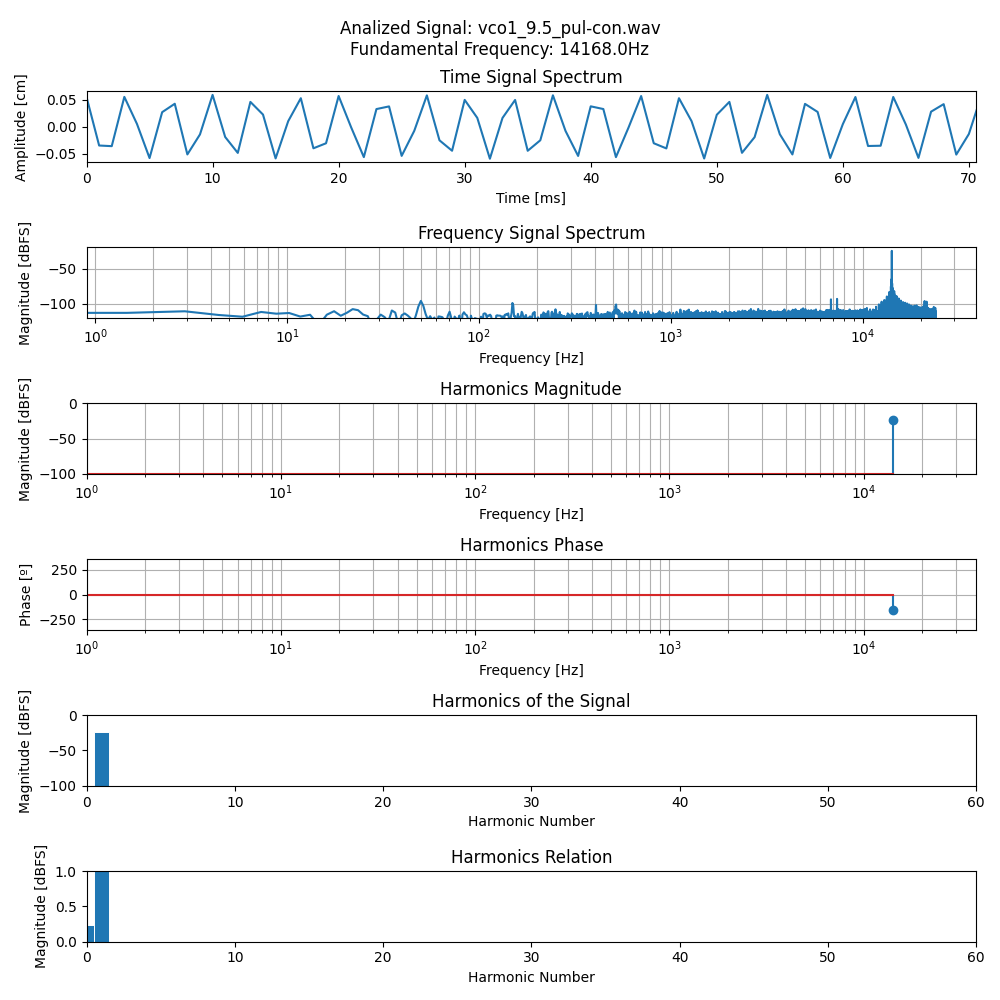 Analized Signal: vco1_9.5_pul-con.wav
Fundamental Frequency: 14168.0Hz
Time Signal Spectrum
Amplitude [cm]
0.05
0.00
−0.05
0 10 20 30 40 50 60 70
Time [ms]
Frequency Signal Spectrum
Magnitude [dBFS]
−50
−100
10⁰ 10¹ 10² 10³ 10⁴
Frequency [Hz]
Harmonics Magnitude
Magnitude [dBFS]
0
−50
−100
10⁰ 10¹ 10² 10³ 10⁴
Frequency [Hz]
Harmonics Phase
Phase [º]
250
0
−250
10⁰ 10¹ 10² 10³ 10⁴
Frequency [Hz]
Harmonics of the Signal
Magnitude [dBFS]
0
−50
−100
0 10 20 30 40 50 60
Harmonic Number
Harmonics Relation
Magnitude [dBFS]
1.0
0.5
0.0
0 10 20 30 40 50 60
Harmonic Number